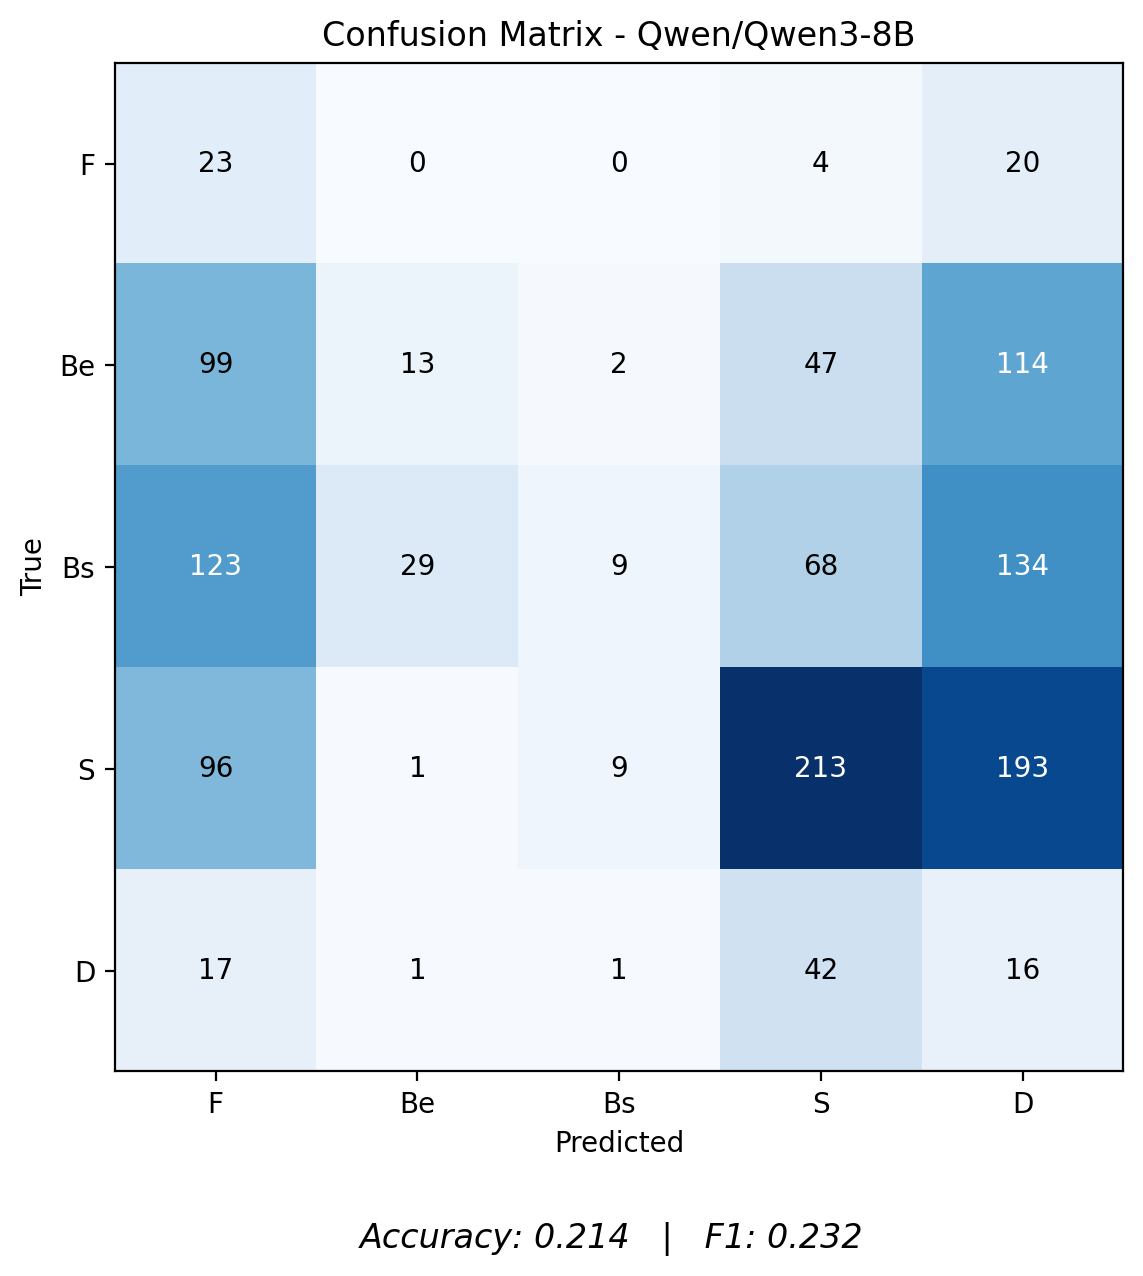 Confusion Matrix - Qwen/Qwen3-8B
F 23 0 0 4 20
Be 99 13 2 47 114
Bs 123 29 9 68 134
S 96 1 9 213 193
D 17 1 1 42 16
True
F Be Bs S D
Predicted
Accuracy: 0.214 | F1: 0.232